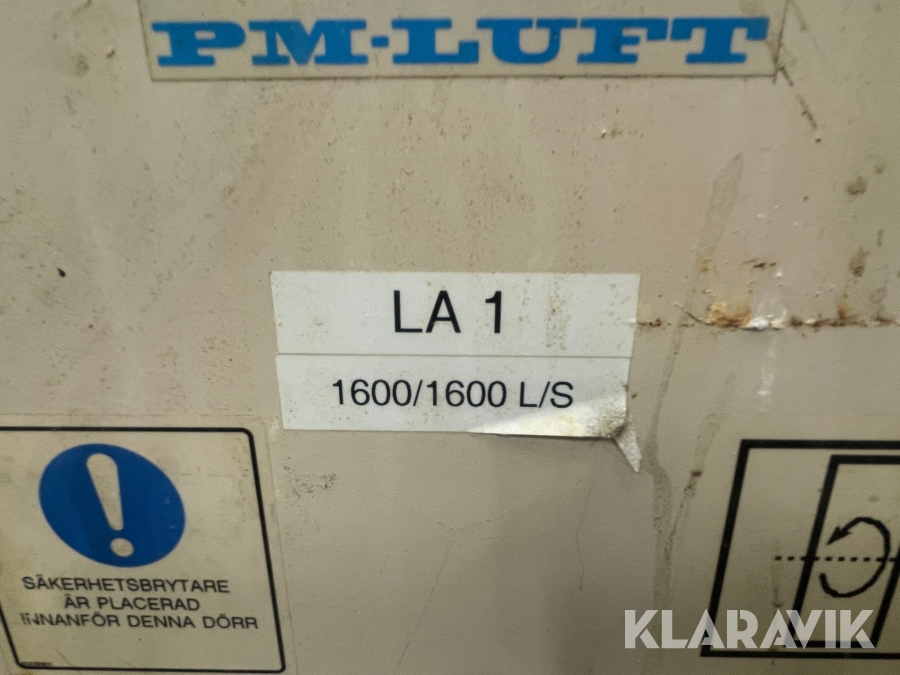 PM-LUFT
LA 1
1600/1600 L/S
SÄKERHETSBRYTARE
ÄR PLACERAD
INNANFÖR DENNA DÖRR
KLARAVIK